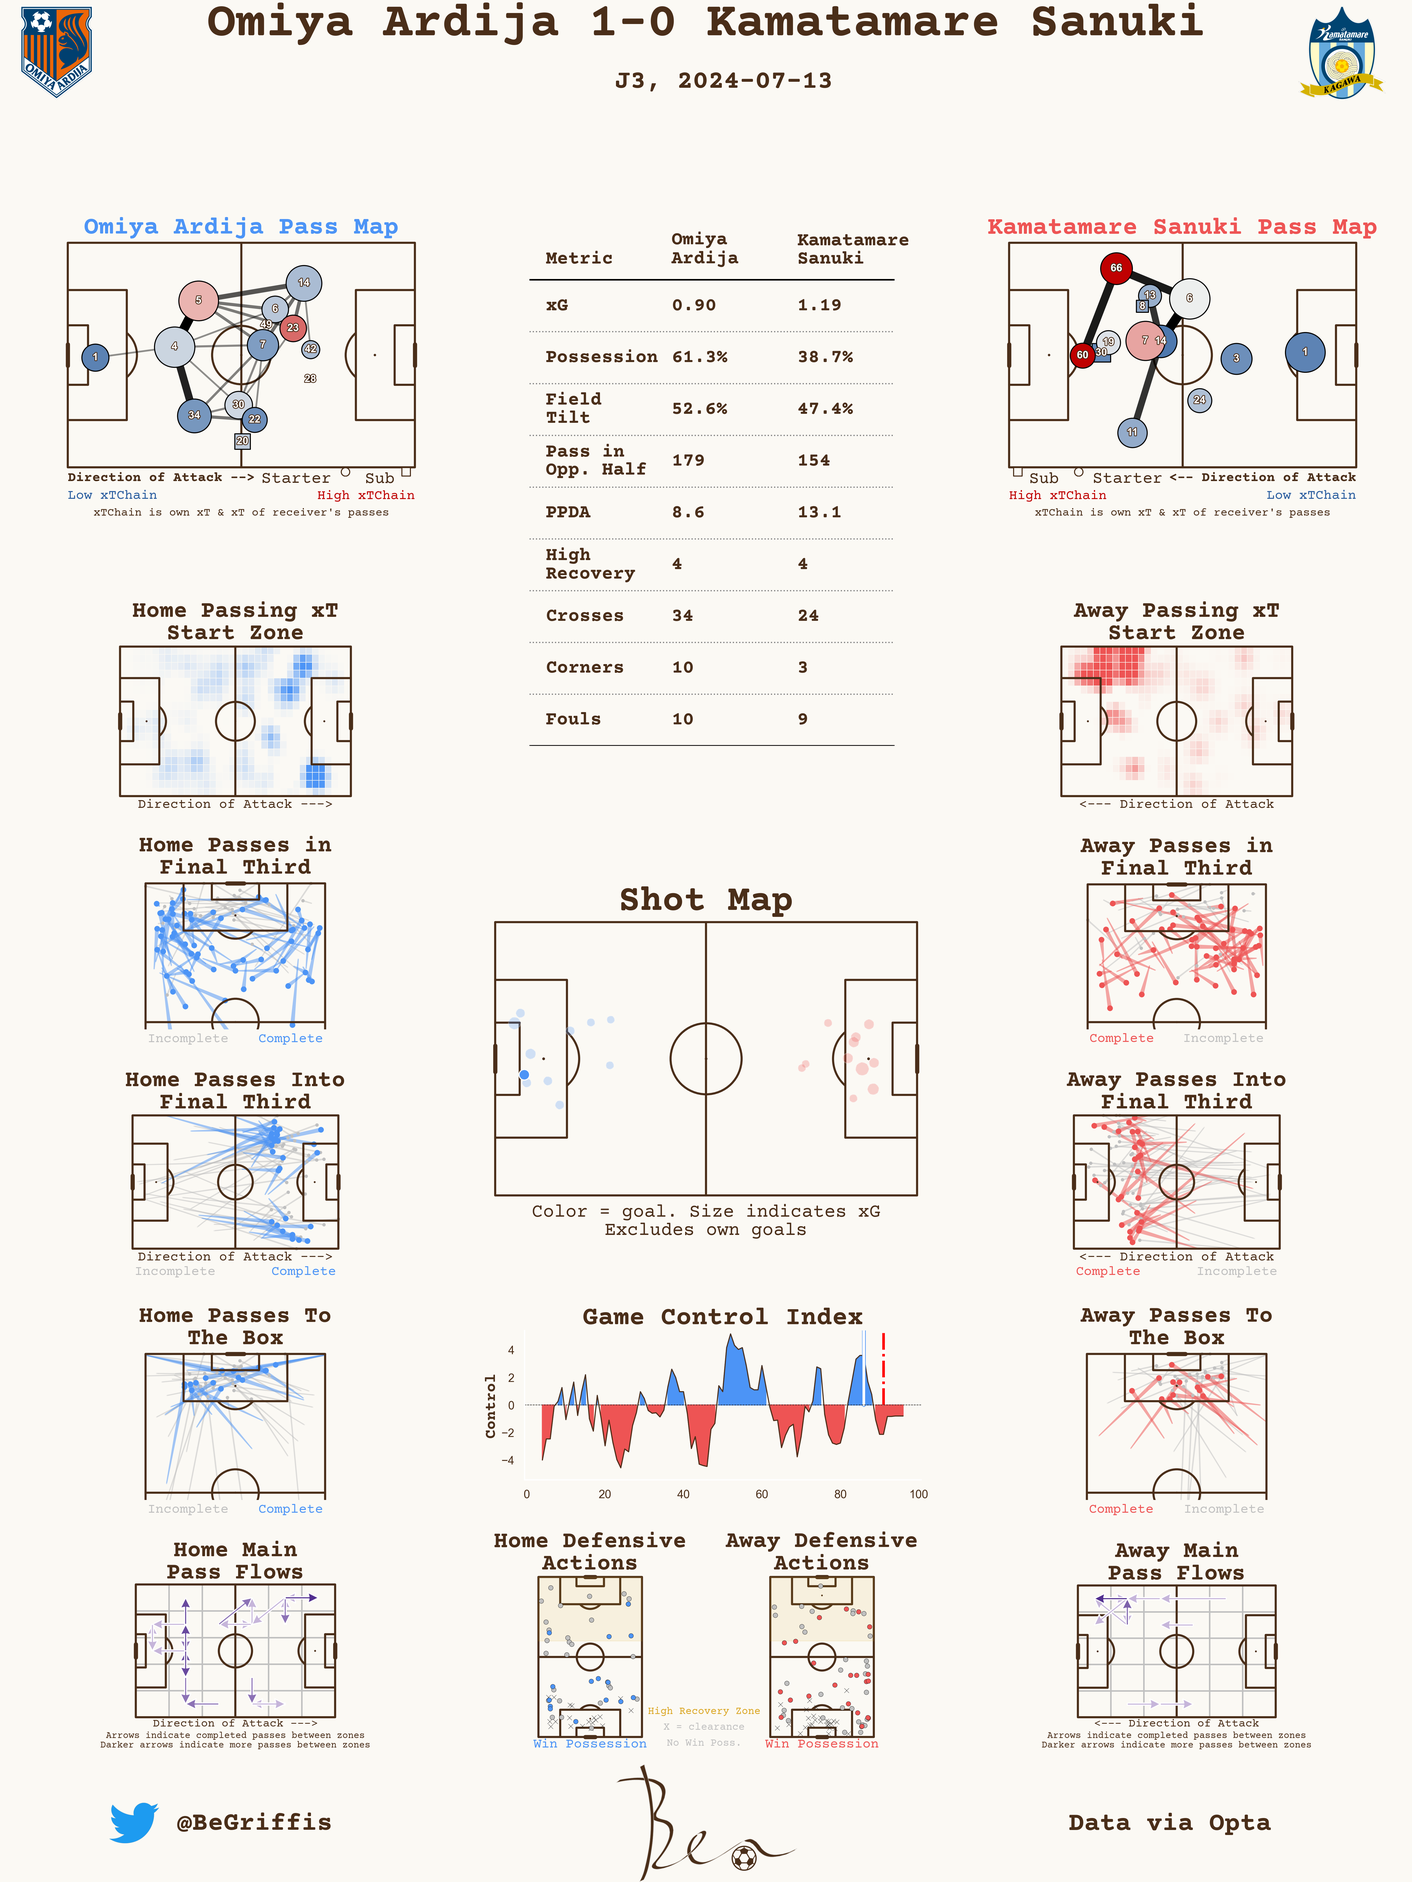 Omiya Ardija 1-0 Kamatamare Sanuki
J3, 2024-07-13
OMIYA ARDIJA
Kamatamare
SANUKI
KAGAWA
Omiya Ardija Pass Map
5
14
6
49
23
4
7
42
1
28
30
34
22
20
Direction of Attack --> Starter Sub
Low xTChain High xTChain
xTChain is own xT & xT of receiver's passes
Metric Omiya Ardija Kamatamare Sanuki
xG 0.90 1.19
Possession 61.3% 38.7%
Field Tilt 52.6% 47.4%
Pass in Opp. Half 179 154
PPDA 8.6 13.1
High Recovery 4 4
Crosses 34 24
Corners 10 3
Fouls 10 9
Kamatamare Sanuki Pass Map
66
13
6
8
19
7
14
60
30
3
1
24
11
Sub Starter <-- Direction of Attack
High xTChain Low xTChain
xTChain is own xT & xT of receiver's passes
Home Passing xT
Start Zone
Direction of Attack --->
Away Passing xT
Start Zone
<--- Direction of Attack
Home Passes in
Final Third
Incomplete Complete
Away Passes in
Final Third
Complete Incomplete
Shot Map
Color = goal. Size indicates xG
Excludes own goals
Home Passes Into
Final Third
Direction of Attack --->
Incomplete Complete
Away Passes Into
Final Third
<--- Direction of Attack
Complete Incomplete
Home Passes To
The Box
Incomplete Complete
Game Control Index
Control
4
2
0
−2
−4
0 20 40 60 80 100
Away Passes To
The Box
Complete Incomplete
Home Main
Pass Flows
Direction of Attack --->
Arrows indicate completed passes between zones
Darker arrows indicate more passes between zones
Home Defensive
Actions
Win Possession
High Recovery Zone
X = clearance
No Win Poss.
Away Defensive
Actions
Win Possession
Away Main
Pass Flows
<--- Direction of Attack
Arrows indicate completed passes between zones
Darker arrows indicate more passes between zones
@BeGriffis
Ben
Data via Opta